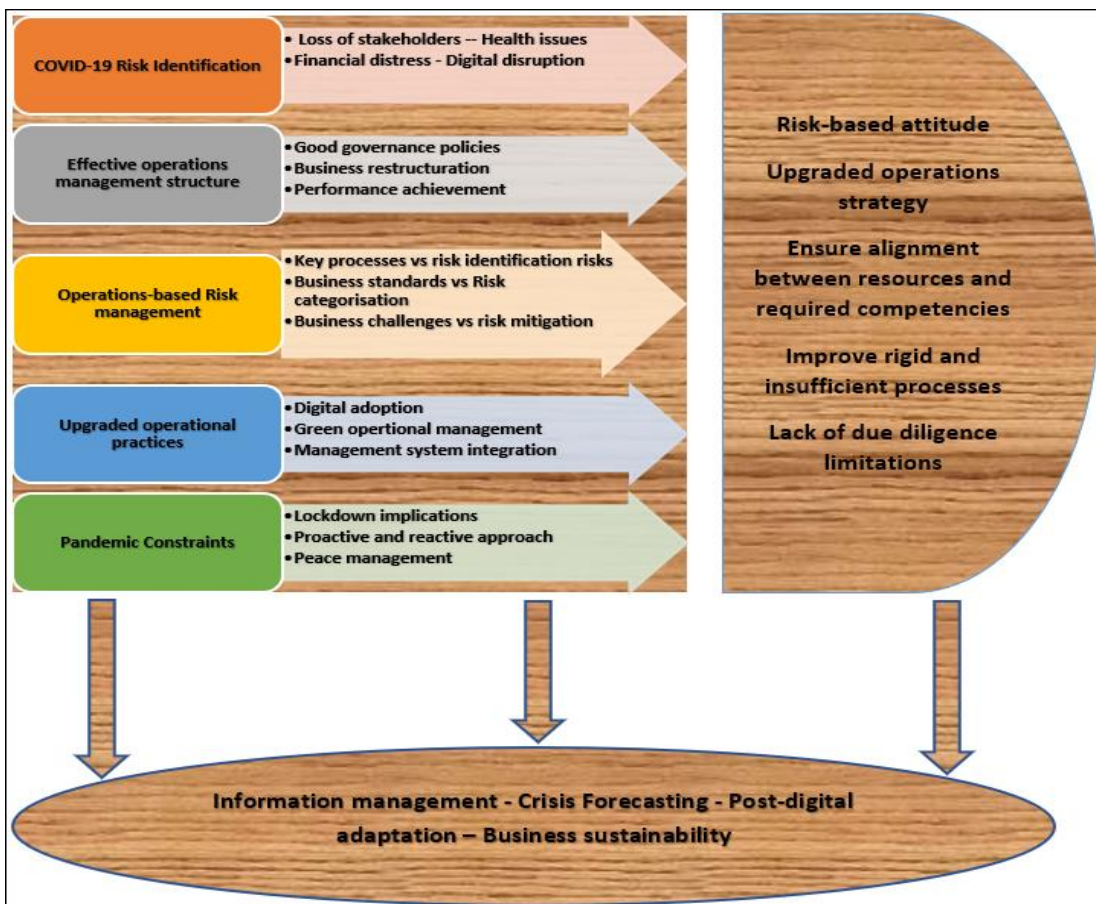 COVID-19 Risk Identification
• Loss of stakeholders -- Health issues
• Financial distress - Digital disruption
Effective operations
management structure
• Good governance policies
• Business restructuration
• Performance achievement
Operations-based Risk
management
• Key processes vs risk identification risks
• Business standards vs Risk
categorisation
• Business challenges vs risk mitigation
Upgraded operational
practices
• Digital adoption
• Green opertional management
• Management system integration
Pandemic Constraints
• Lockdown implications
• Proactive and reactive approach
• Peace management
Risk-based attitude
Upgraded operations
strategy
Ensure alignment
between resources and
required competencies
Improve rigid and
insufficient processes
Lack of due diligence
limitations
Information management - Crisis Forecasting - Post-digital
adaptation – Business sustainability